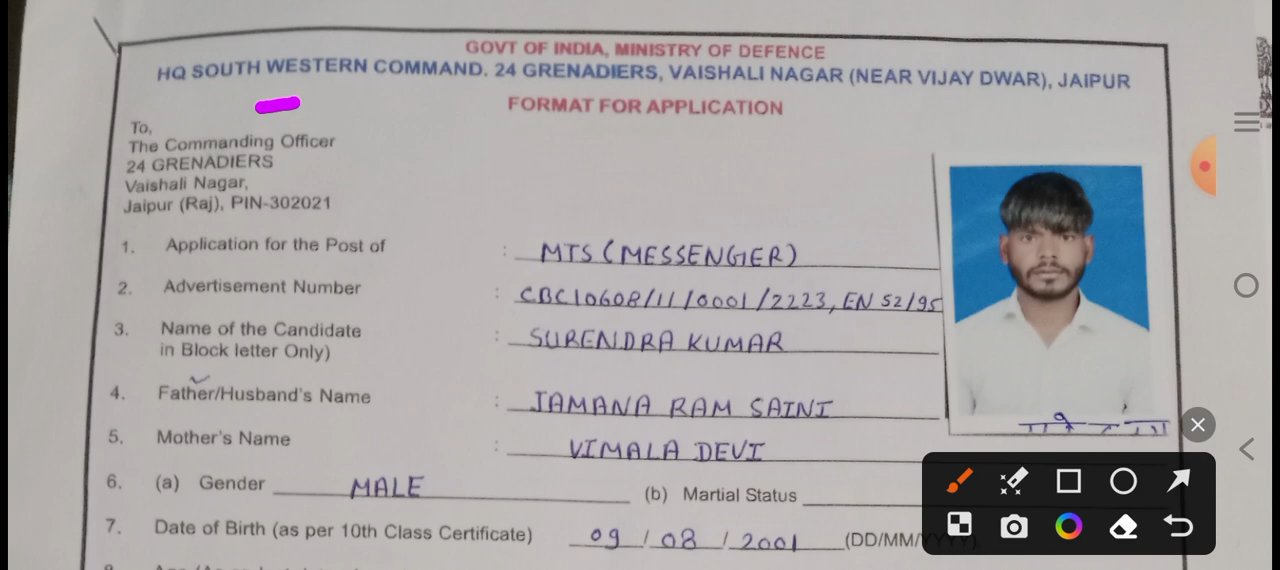 GOVT OF INDIA, MINISTRY OF DEFENCE
HQ SOUTH WESTERN COMMAND. 24 GRENADIERS, VAISHALI NAGAR (NEAR VIJAY DWAR), JAIPUR
FORMAT FOR APPLICATION
To,
The Commanding Officer
24 GRENADIERS
Vaishali Nagar,
Jaipur (Raj), PIN-302021
1. Application for the Post of : MTS (MESSENGER)
2. Advertisement Number : CBC10608/11/0001/2223, EN 52/95
3. Name of the Candidate : SURENDRA KUMAR
in Block letter Only)
4. Father/Husband's Name : JAMANA RAM SAINI
5. Mother's Name : VIMALA DEVI
6. (a) Gender MALE (b) Martial Status
7. Date of Birth (as per 10th Class Certificate) 09/08/2001 (DD/MM/YYYY)